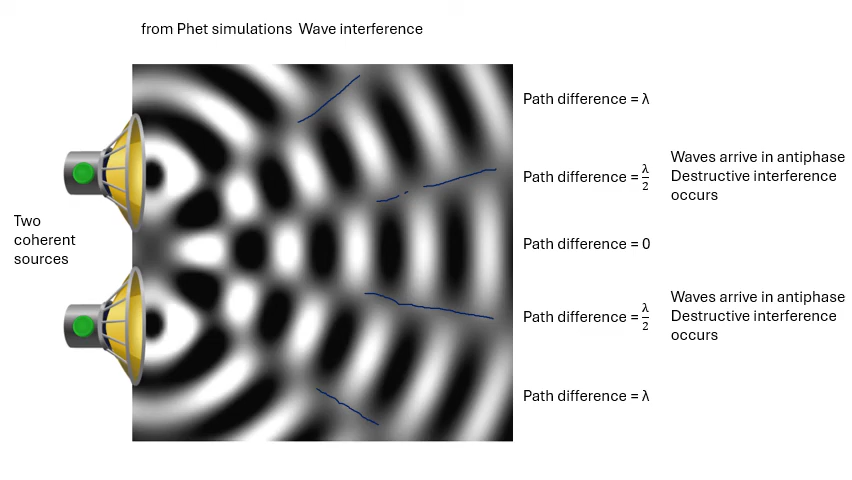 from Phet simulations Wave interference
Path difference = λ
Path difference = λ/2
Waves arrive in antiphase
Destructive interference
occurs
Two
coherent
sources
Path difference = 0
Path difference = λ/2
Waves arrive in antiphase
Destructive interference
occurs
Path difference = λ